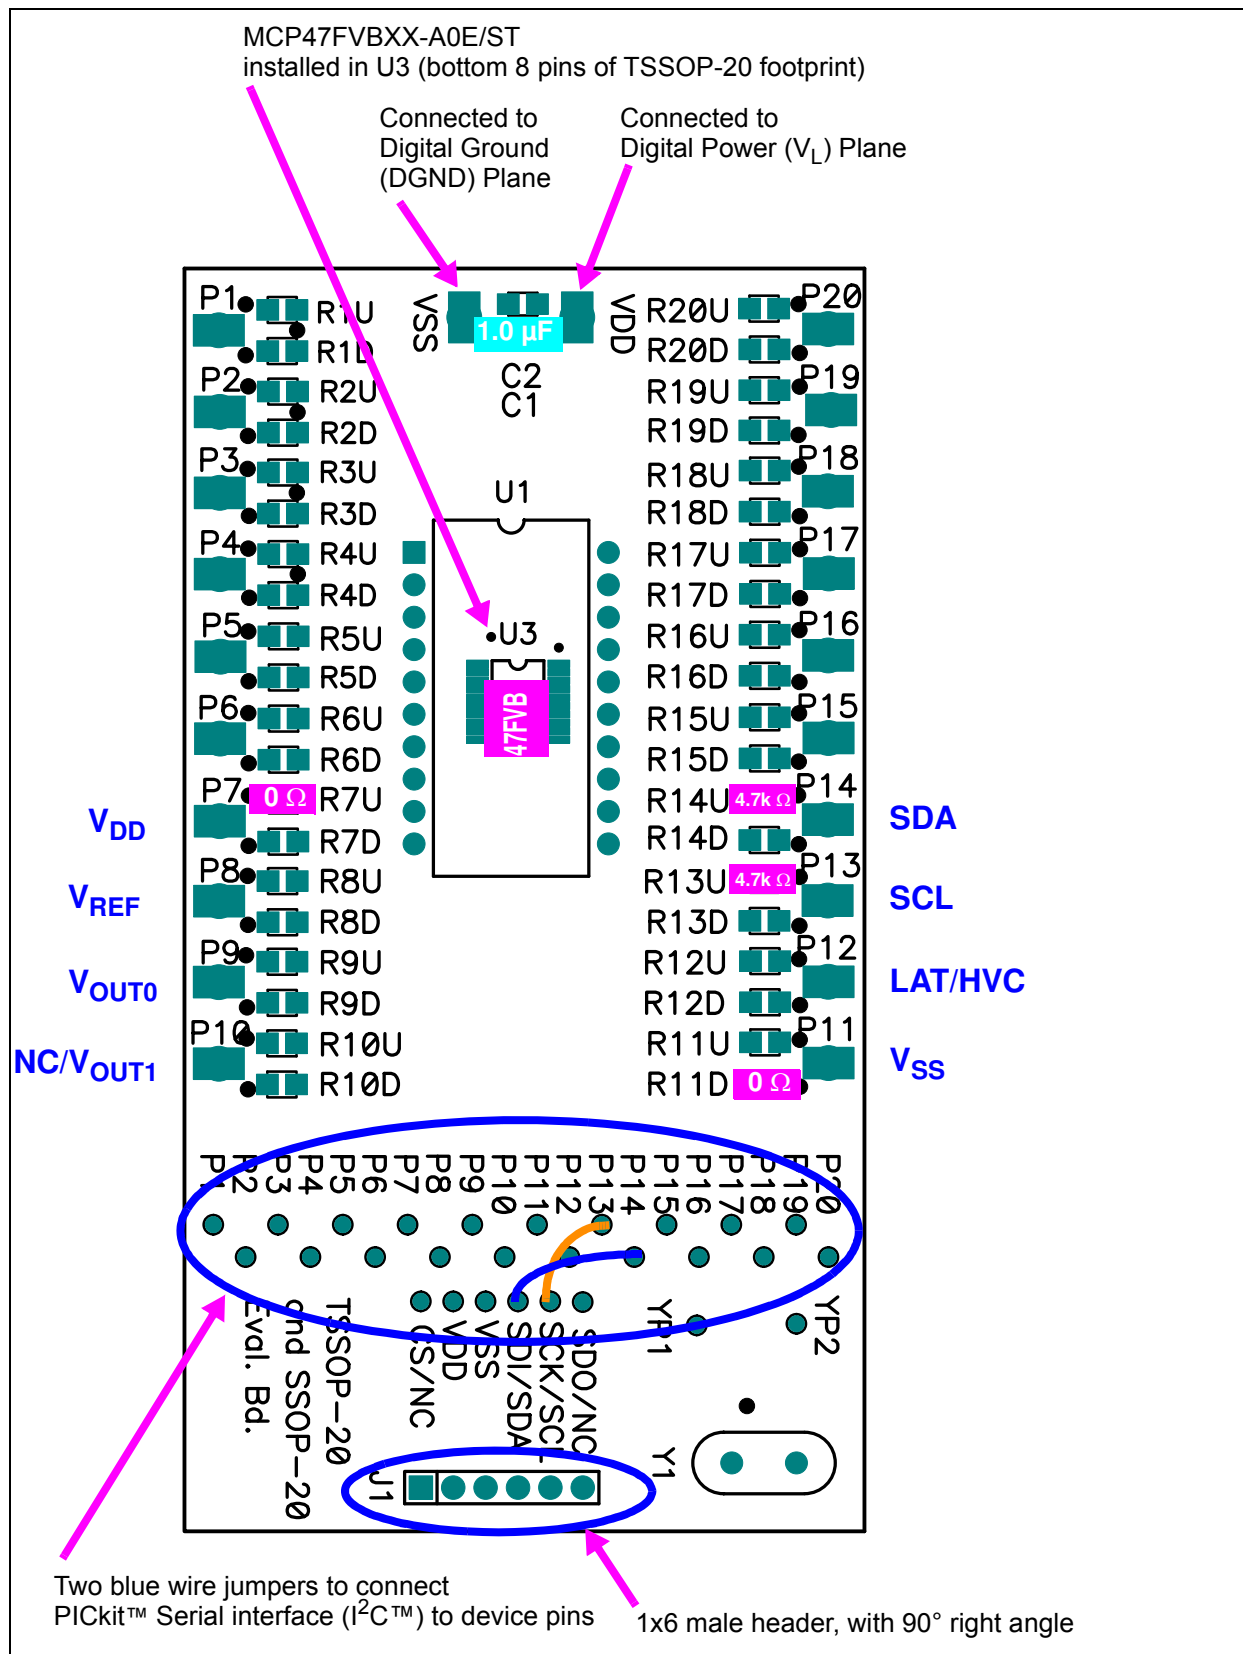 MCP47FVBXX-A0E/ST
installed in U3 (bottom 8 pins of TSSOP-20 footprint)
Connected to
Digital Ground
(DGND) Plane
Connected to
Digital Power (VL) Plane
VSS
1.0 µF
VDD
C2
C1
P1
R1U
R1D
P2
R2U
R2D
P3
R3U
R3D
P4
R4U
R4D
P5
R5U
R5D
P6
R6U
R6D
P7
0 Ω
R7U
VDD
R7D
P8
R8U
VREF
R8D
P9
R9U
VOUT0
R9D
P10
R10U
NC/VOUT1
R10D
U1
U3
47FVB
R20U
P20
R20D
R19U
P19
R19D
R18U
P18
R18D
R17U
P17
R17D
R16U
P16
R16D
R15U
P15
R15D
R14U
4.7k Ω
P14
SDA
R14D
R13U
4.7k Ω
P13
SCL
R13D
R12U
P12
LAT/HVC
R12D
R11U
P11
VSS
R11D
0 Ω
P1
P2
P3
P4
P5
P6
P7
P8
P9
P10
P11
P12
P13
P14
P15
P16
P17
P18
P19
P20
TSSOP-20
and SSOP-20
Eval. Bd.
CS/NC
VDD
VSS
SDI/SDA
SCK/SCL
SDO/NC
YP1
YP2
J1
Y1
Two blue wire jumpers to connect
PICkit™ Serial interface (I2C™) to device pins
1x6 male header, with 90° right angle